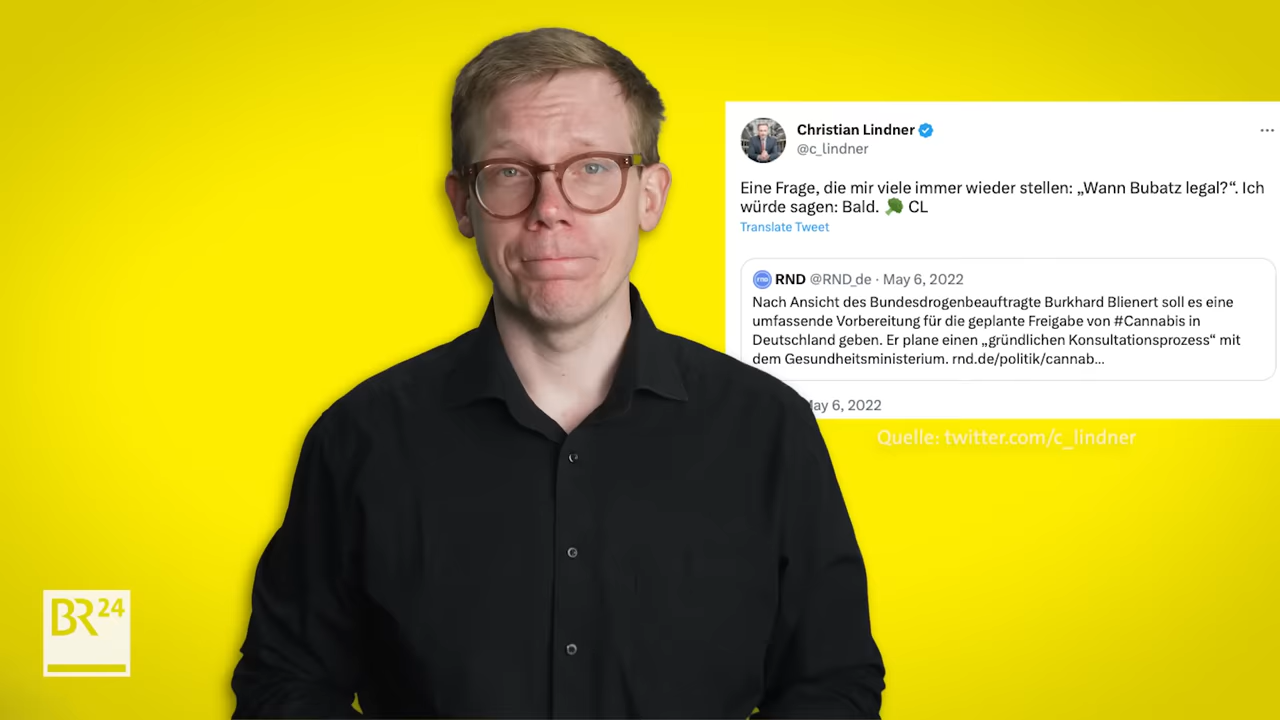 Christian Lindner
@c_lindner
Eine Frage, die mir viele immer wieder stellen: „Wann Bubatz legal?“. Ich
würde sagen: Bald. 🥦 CL
Translate Tweet
RND @RND_de · May 6, 2022
Nach Ansicht des Bundesdrogenbeauftragte Burkhard Blienert soll es eine
umfassende Vorbereitung für die geplante Freigabe von #Cannabis in
Deutschland geben. Er plane einen „gründlichen Konsultationsprozess“ mit
dem Gesundheitsministerium. rnd.de/politik/cannab...
May 6, 2022
Quelle: twitter.com/c_lindner
BR24